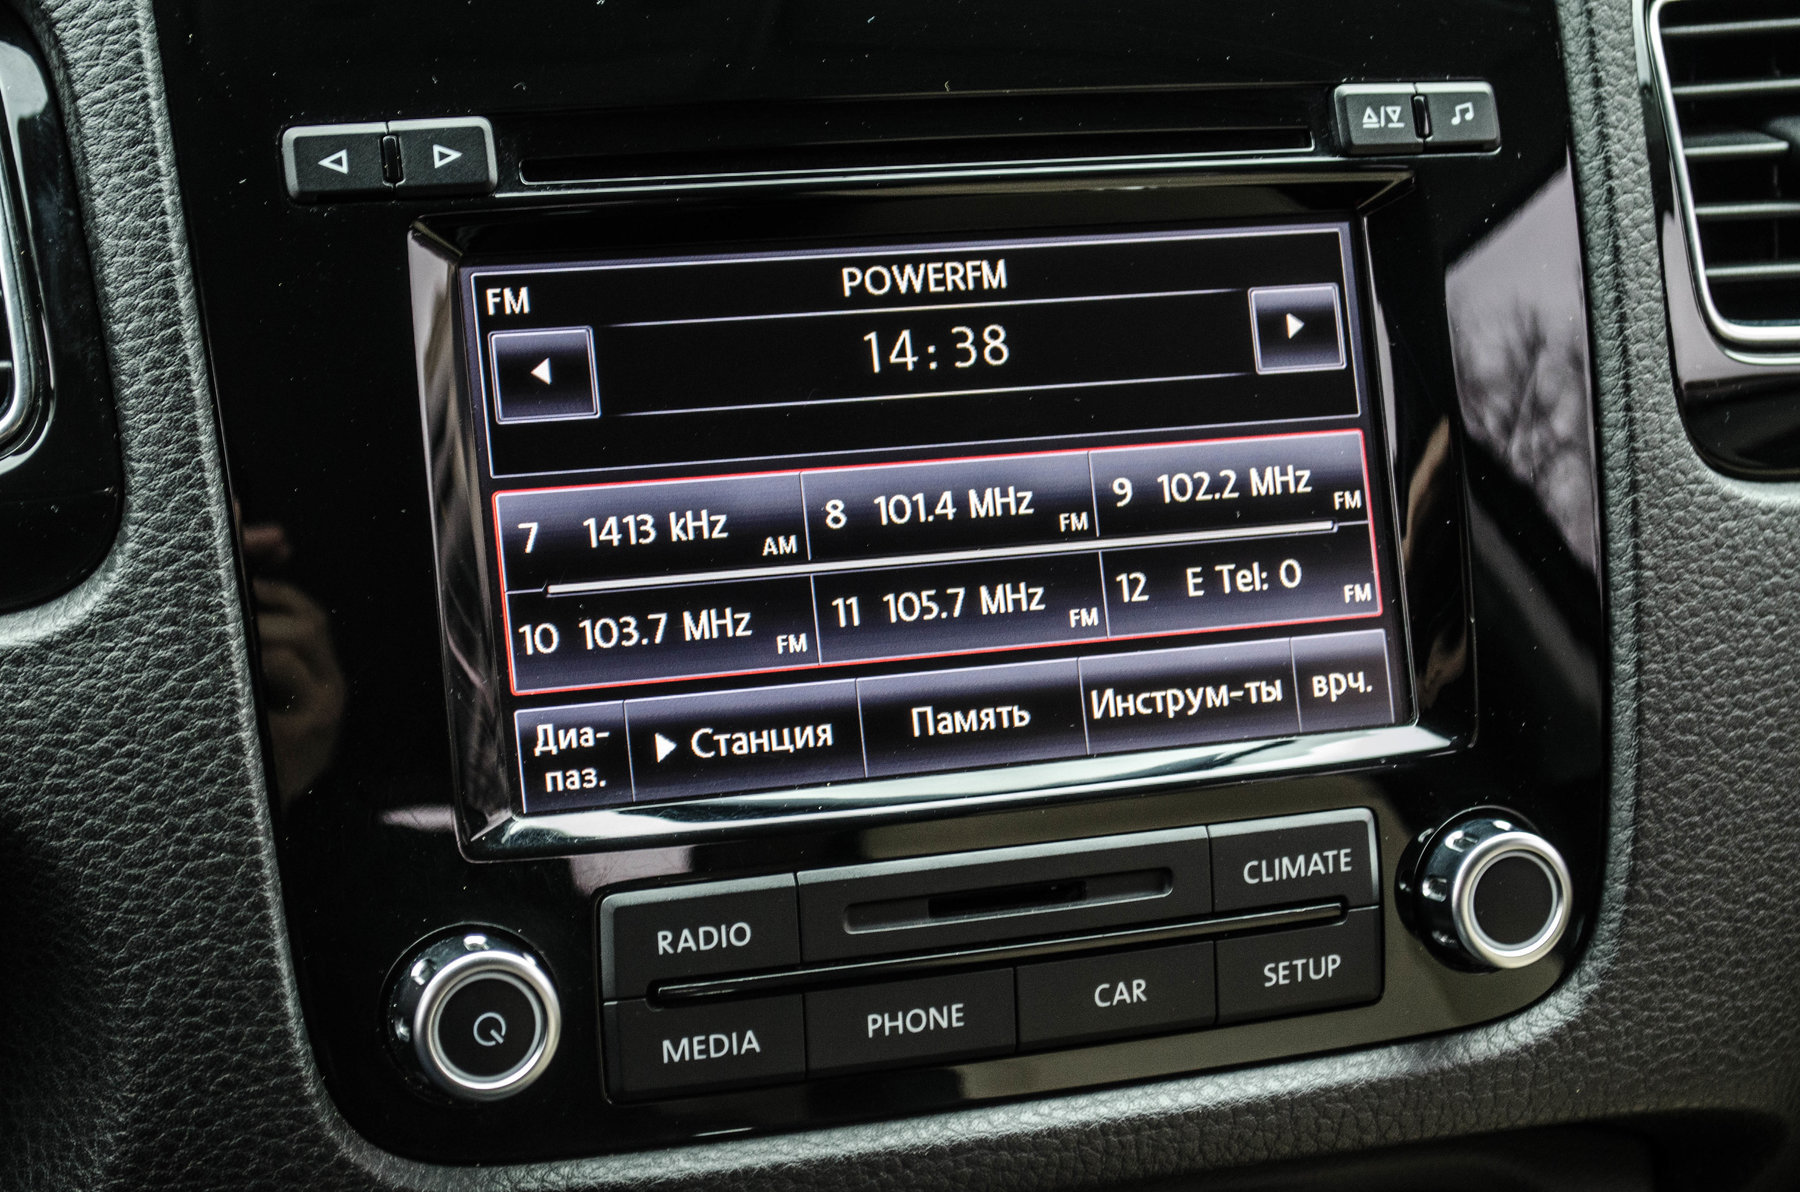 FM
POWERFM
14:38
7 1413 kHz AM
8 101.4 MHz FM
9 102.2 MHz FM
10 103.7 MHz FM
11 105.7 MHz FM
12 E Tel: 0 FM
Диа-
паз.
Станция
Память
Инструм-ты
врч.
RADIO
CLIMATE
MEDIA
PHONE
CAR
SETUP